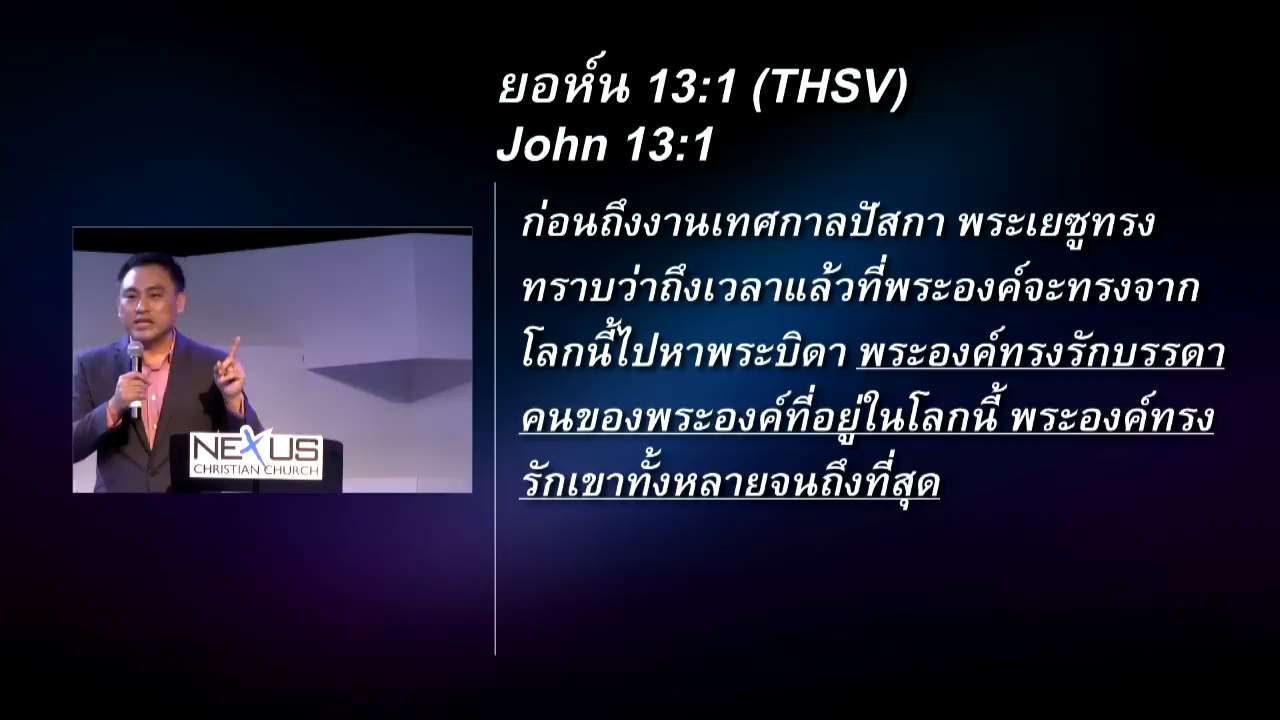 ยอห์น 13:1 (THSV)
John 13:1
ก่อนถึงงานเทศกาลปัสกา พระเยซูทรง
ทราบว่าถึงเวลาแล้วที่พระองค์จะทรงจาก
โลกนี้ไปหาพระบิดา พระองค์ทรงรักบรรดา
คนของพระองค์ที่อยู่ในโลกนี้ พระองค์ทรง
รักเขาทั้งหลายจนถึงที่สุด
NEXUS
CHRISTIAN CHURCH